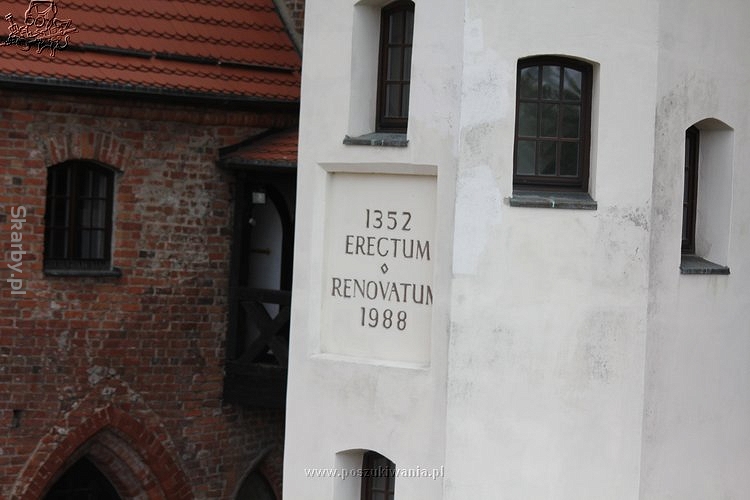 1352
ERECTUM
RENOVATUM
1988
Skarby.pl
www.poszukiwania.pl